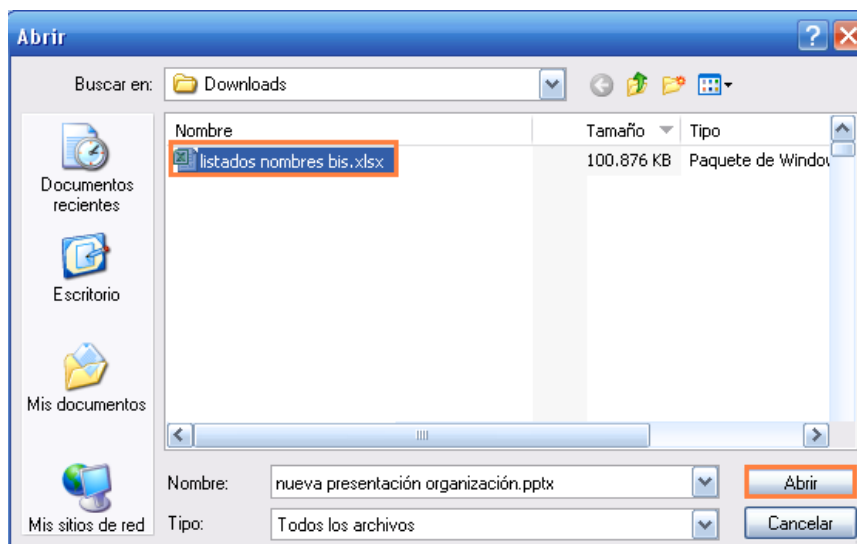 Abrir
Buscar en: Downloads
Nombre Tamaño Tipo
listados nombres bis.xlsx 100.876 KB Paquete de Window
Documentos
recientes
Escritorio
Mis documentos
Mis sitios de red
Nombre: nueva presentación organización.pptx Abrir
Tipo: Todos los archivos Cancelar